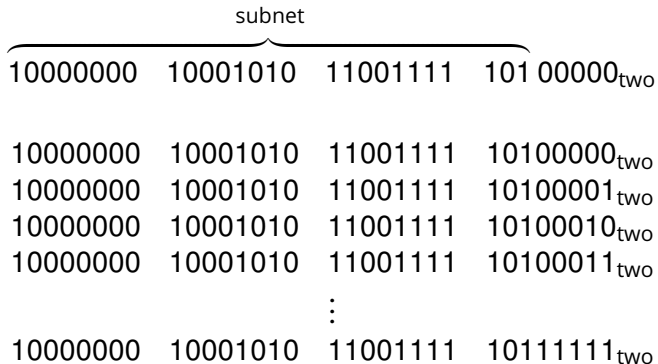 subnet
10000000 10001010 11001111 101 00000two
10000000 10001010 11001111 10100000two
10000000 10001010 11001111 10100001two
10000000 10001010 11001111 10100010two
10000000 10001010 11001111 10100011two
⋮
10000000 10001010 11001111 10111111two